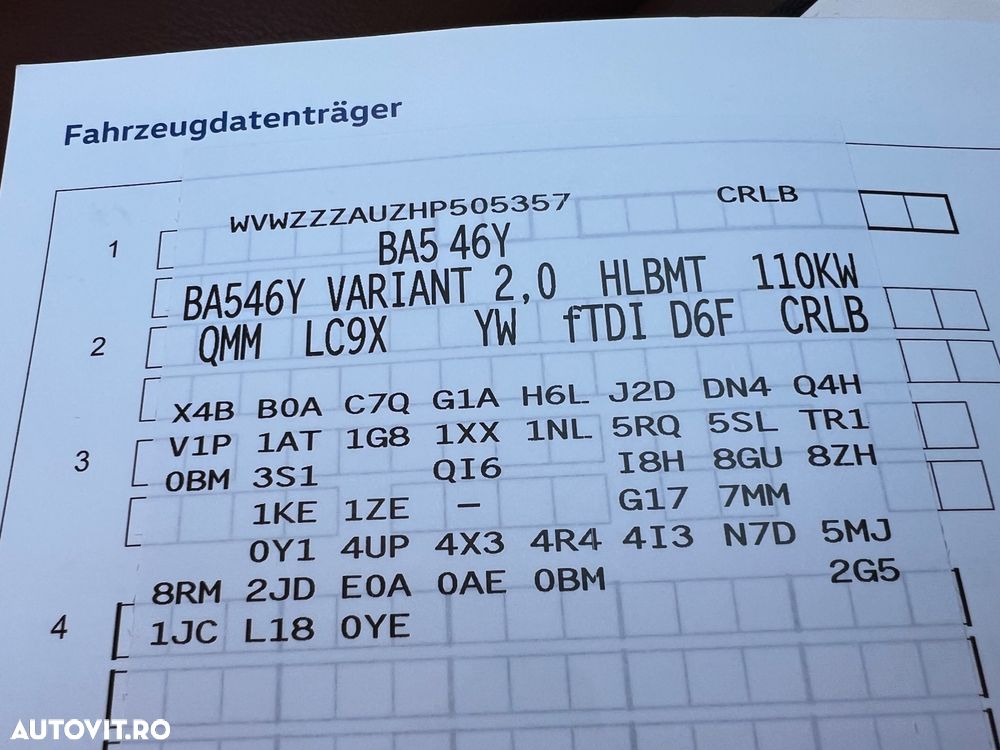 Fahrzeugdatenträger
WVWZZZAUZHP505357 CRLB
1
BA5 46Y
BA546Y VARIANT 2,0 HLBMT 110KW
2
QMM LC9X YW fTDI D6F CRLB
X4B B0A C7Q G1A H6L J2D DN4 Q4H
V1P 1AT 1G8 1XX 1NL 5RQ 5SL TR1
3
0BM 3S1 QI6 I8H 8GU 8ZH
1KE 1ZE – G17 7MM
0Y1 4UP 4X3 4R4 4I3 N7D 5MJ
8RM 2JD E0A 0AE 0BM 2G5
4
1JC L18 0YE
AUTOVIT.RO